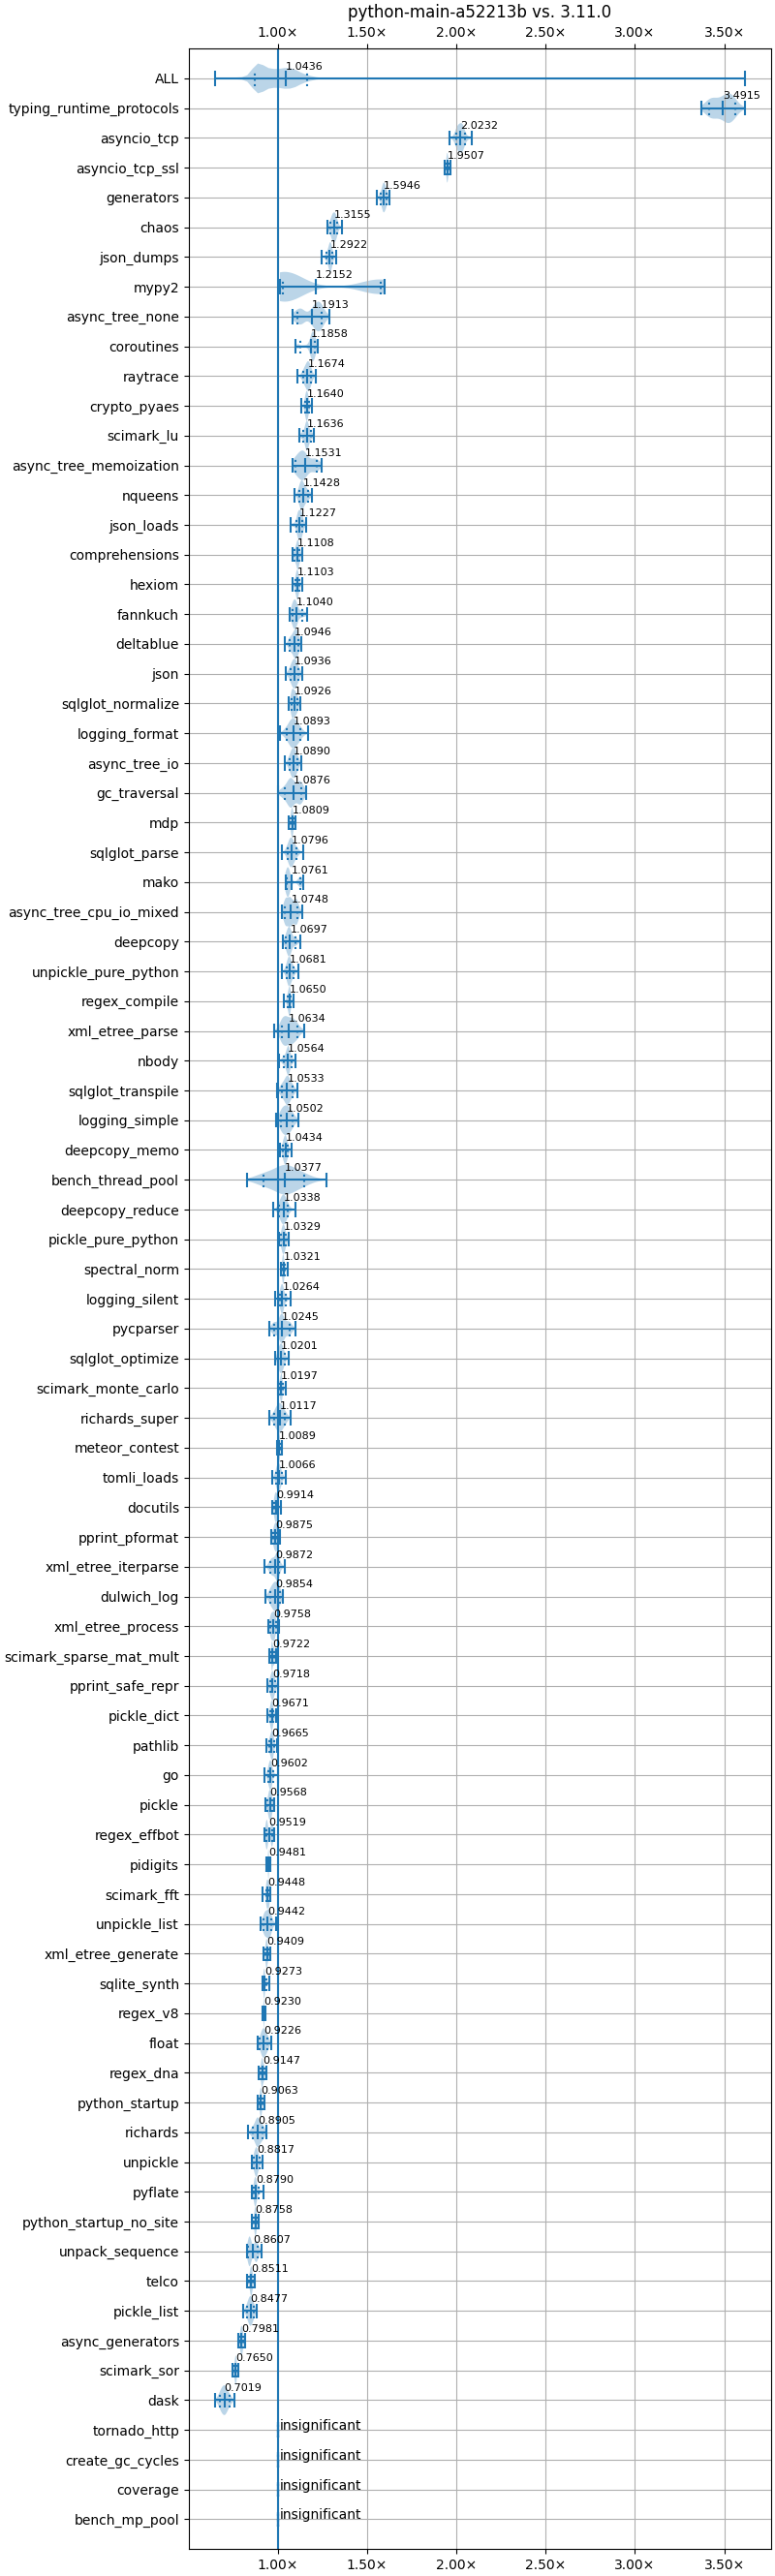 python-main-a52213b vs. 3.11.0
1.00× 1.50× 2.00× 2.50× 3.00× 3.50×
ALL 1.0436
typing_runtime_protocols 3.4915
asyncio_tcp 2.0232
asyncio_tcp_ssl 1.9507
generators 1.5946
chaos 1.3155
json_dumps 1.2922
mypy2 1.2152
async_tree_none 1.1913
coroutines 1.1858
raytrace 1.1674
crypto_pyaes 1.1640
scimark_lu 1.1636
async_tree_memoization 1.1531
nqueens 1.1428
json_loads 1.1227
comprehensions 1.1108
hexiom 1.1103
fannkuch 1.1040
deltablue 1.0946
json 1.0936
sqlglot_normalize 1.0926
logging_format 1.0893
async_tree_io 1.0890
gc_traversal 1.0876
mdp 1.0809
sqlglot_parse 1.0796
mako 1.0761
async_tree_cpu_io_mixed 1.0748
deepcopy 1.0697
unpickle_pure_python 1.0681
regex_compile 1.0650
xml_etree_parse 1.0634
nbody 1.0564
sqlglot_transpile 1.0533
logging_simple 1.0502
deepcopy_memo 1.0434
bench_thread_pool 1.0377
deepcopy_reduce 1.0338
pickle_pure_python 1.0329
spectral_norm 1.0321
logging_silent 1.0264
pycparser 1.0245
sqlglot_optimize 1.0201
scimark_monte_carlo 1.0197
richards_super 1.0117
meteor_contest 1.0089
tomli_loads 1.0066
docutils 0.9914
pprint_pformat 0.9875
xml_etree_iterparse 0.9872
dulwich_log 0.9854
xml_etree_process 0.9758
scimark_sparse_mat_mult 0.9722
pprint_safe_repr 0.9718
pickle_dict 0.9671
pathlib 0.9665
go 0.9602
pickle 0.9568
regex_effbot 0.9519
pidigits 0.9481
scimark_fft 0.9448
unpickle_list 0.9442
xml_etree_generate 0.9409
sqlite_synth 0.9273
regex_v8 0.9230
float 0.9226
regex_dna 0.9147
python_startup 0.9063
richards 0.8905
unpickle 0.8817
pyflate 0.8790
python_startup_no_site 0.8758
unpack_sequence 0.8607
telco 0.8511
pickle_list 0.8477
async_generators 0.7981
scimark_sor 0.7650
dask 0.7019
tornado_http insignificant
create_gc_cycles insignificant
coverage insignificant
bench_mp_pool insignificant
1.00× 1.50× 2.00× 2.50× 3.00× 3.50×